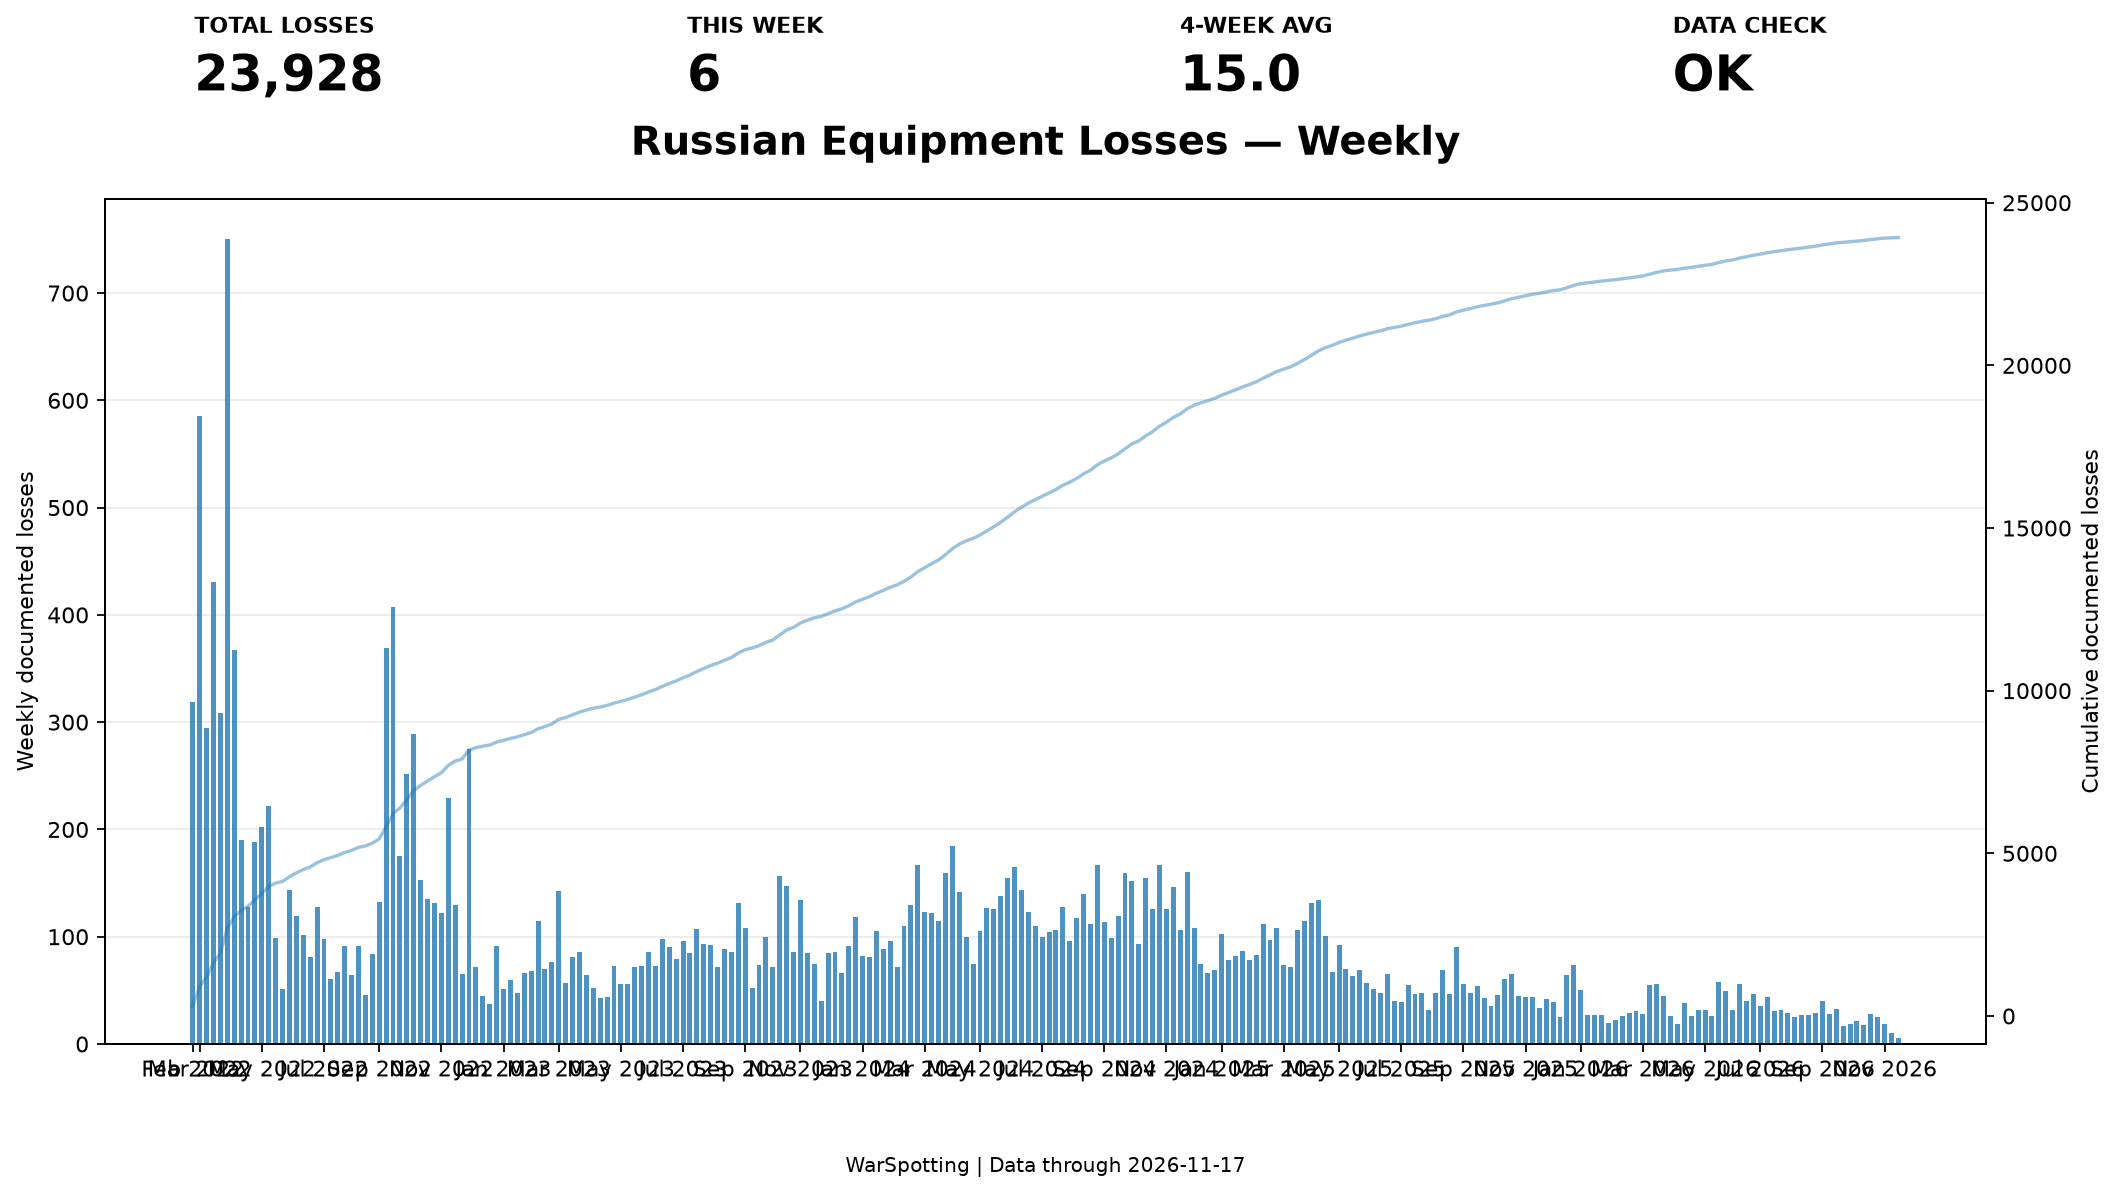 TOTAL LOSSES THIS WEEK 4-WEEK AVG DATA CHECK
23,928 6 15.0 OK
Russian Equipment Losses — Weekly
Weekly documented losses
700
600
500
400
300
200
100
0
25000
20000
15000
10000
5000
0
Cumulative documented losses
Nov 2026
WarSpotting | Data through 2026-11-17